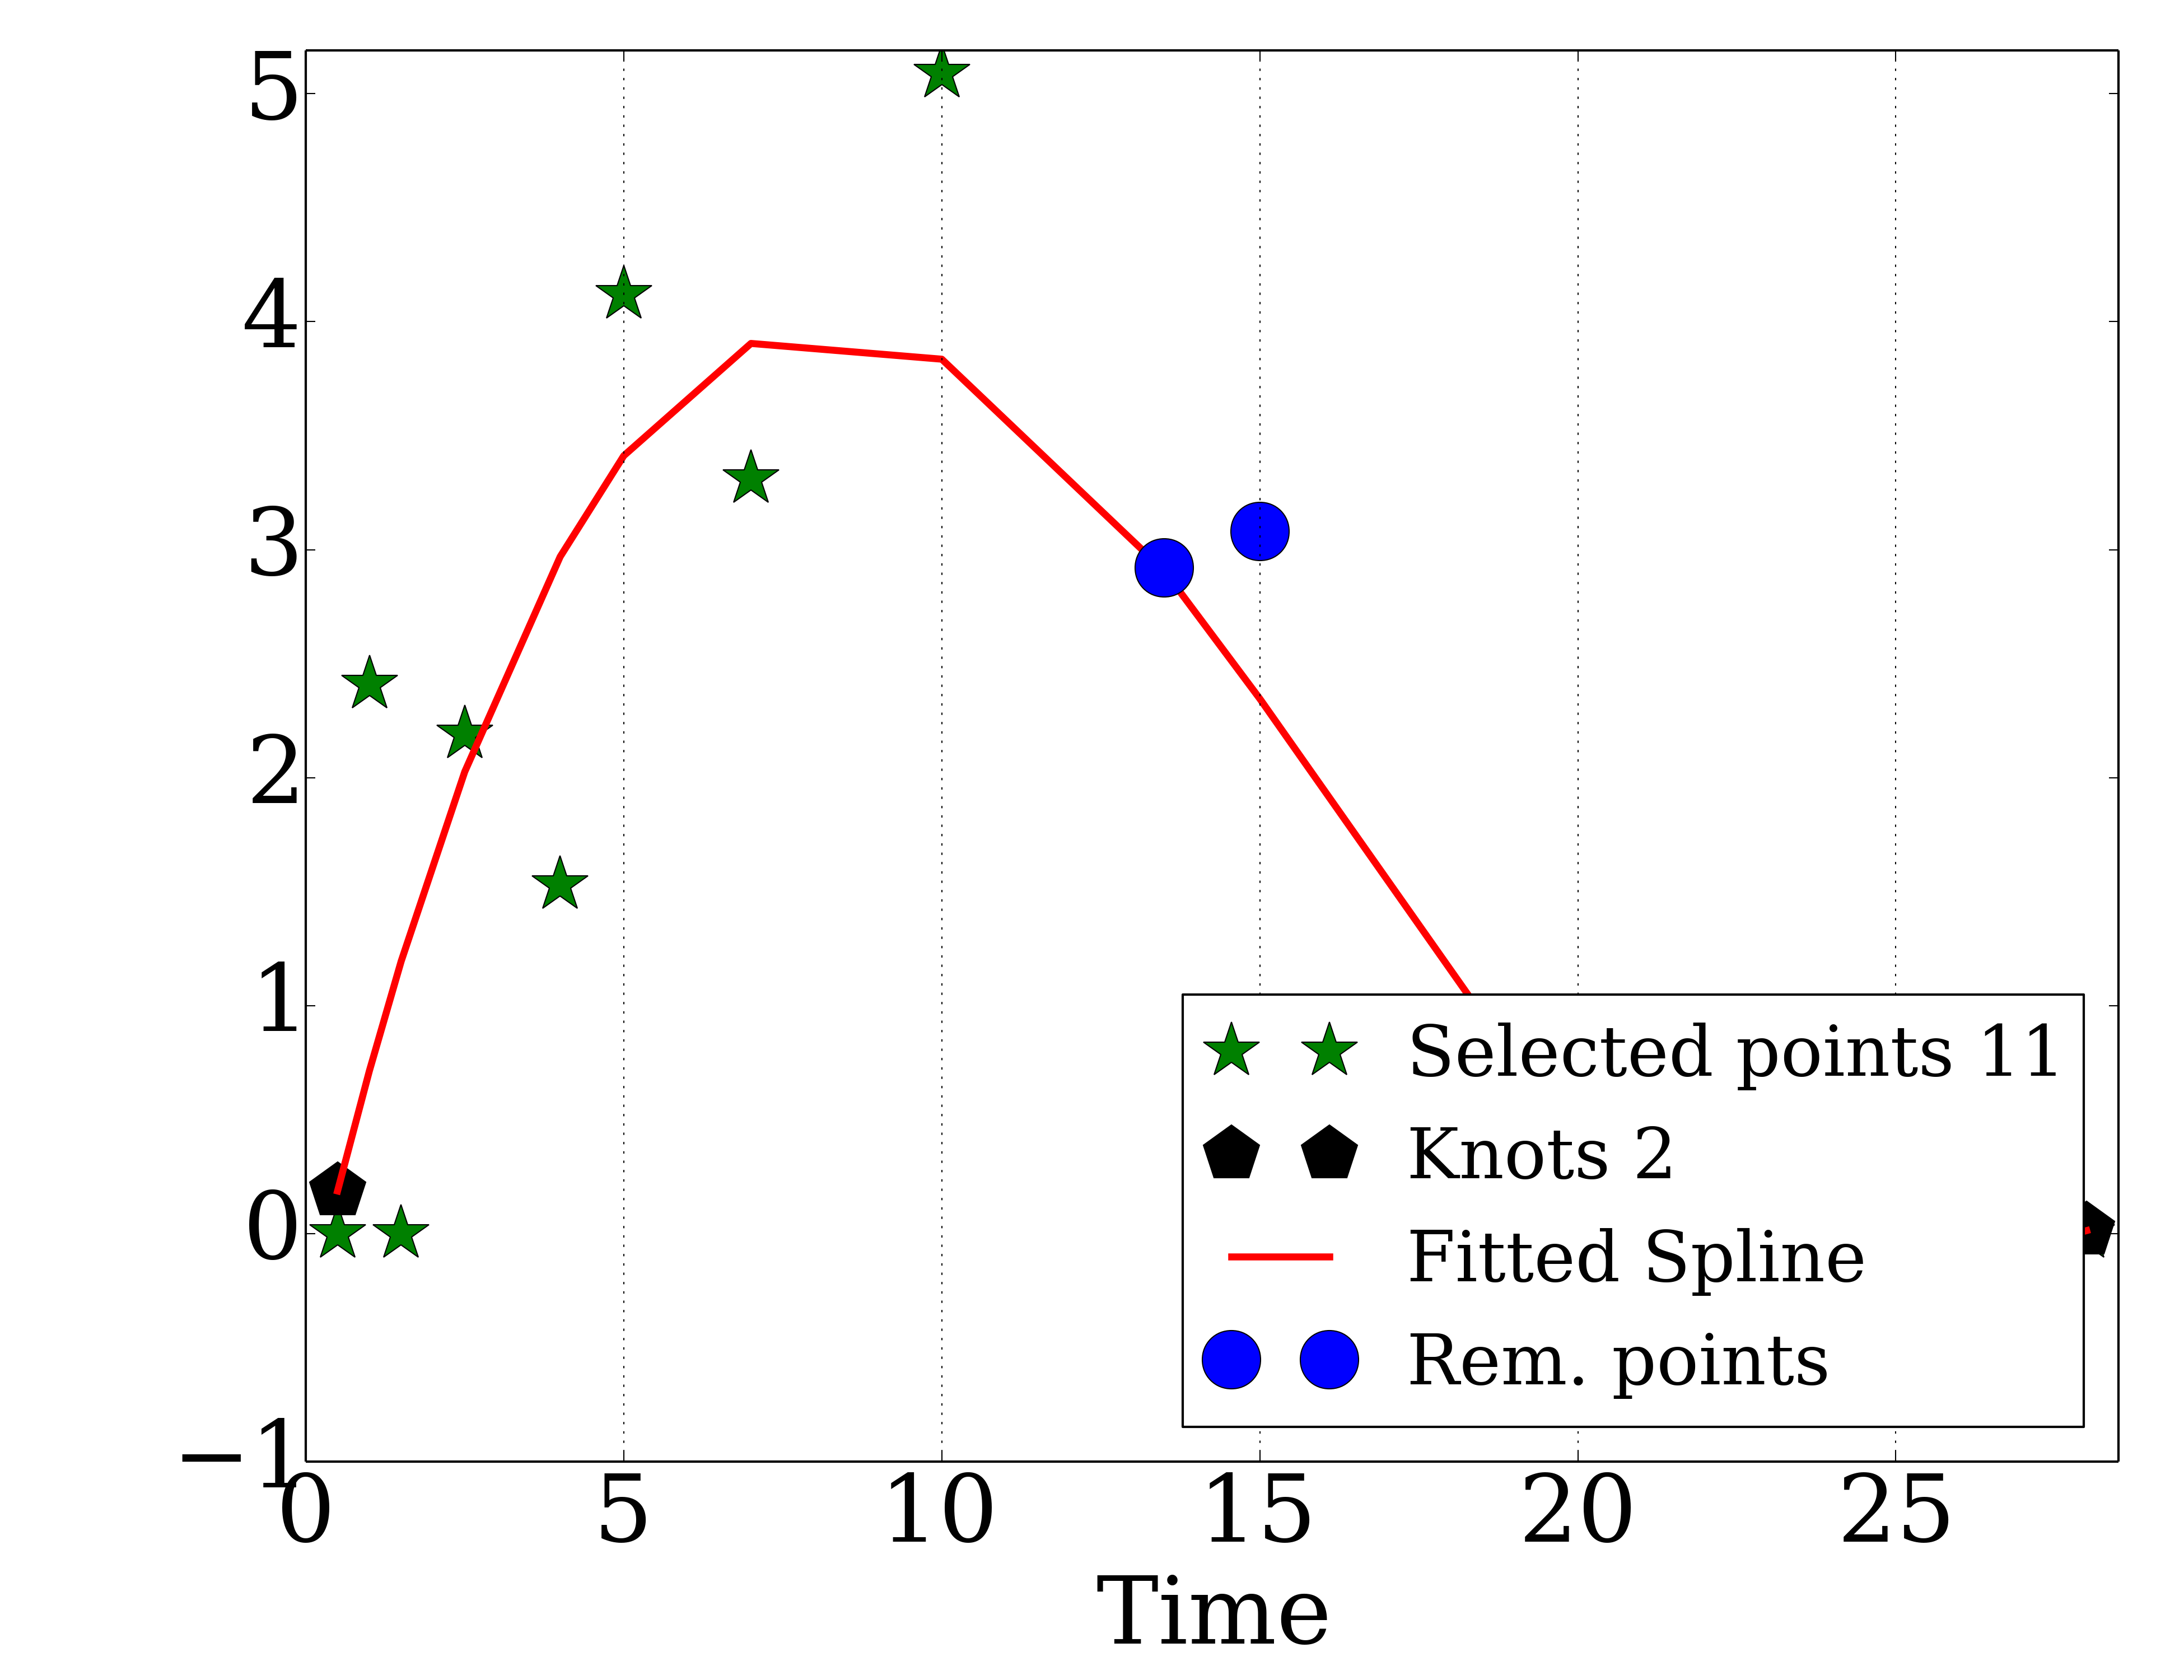 5
4
3
2
1
0
−1
0 5 10 15 20 25
Time
Selected points 11
Knots 2
Fitted Spline
Rem. points